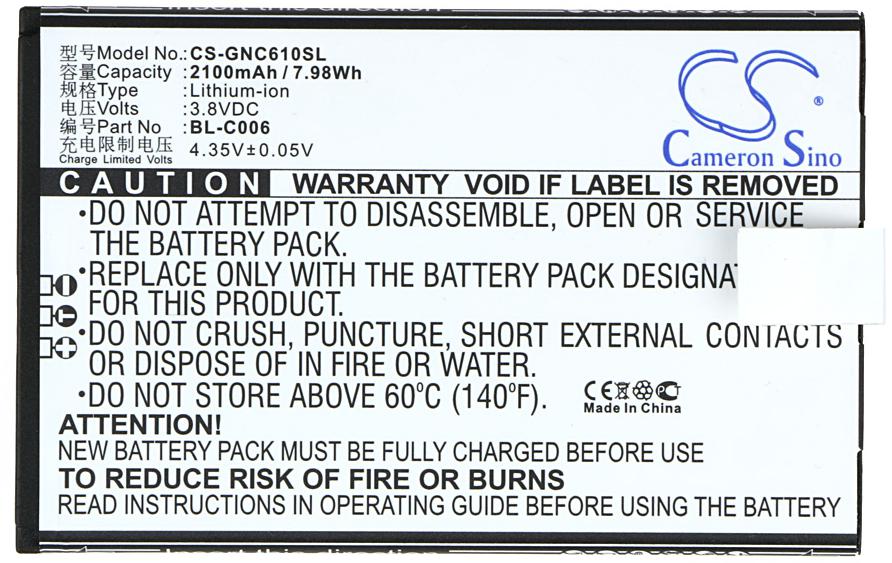 型号Model No.:CS-GNC610SL
容量Capacity :2100mAh / 7.98Wh
规格Type :Lithium-ion
电压Volts :3.8VDC
编号Part No :BL-C006
充电限制电压 4.35V±0.05V
Charge Limited Volts
CS ®
Cameron Sino
CAUTION WARRANTY VOID IF LABEL IS REMOVED
•DO NOT ATTEMPT TO DISASSEMBLE, OPEN OR SERVICE
THE BATTERY PACK.
•REPLACE ONLY WITH THE BATTERY PACK DESIGNAT
FOR THIS PRODUCT.
•DO NOT CRUSH, PUNCTURE, SHORT EXTERNAL CONTACTS
OR DISPOSE OF IN FIRE OR WATER.
•DO NOT STORE ABOVE 60ºC (140ºF).
CE
Made In China
ATTENTION!
NEW BATTERY PACK MUST BE FULLY CHARGED BEFORE USE
TO REDUCE RISK OF FIRE OR BURNS
READ INSTRUCTIONS IN OPERATING GUIDE BEFORE USING THE BATTERY
Insert this direction